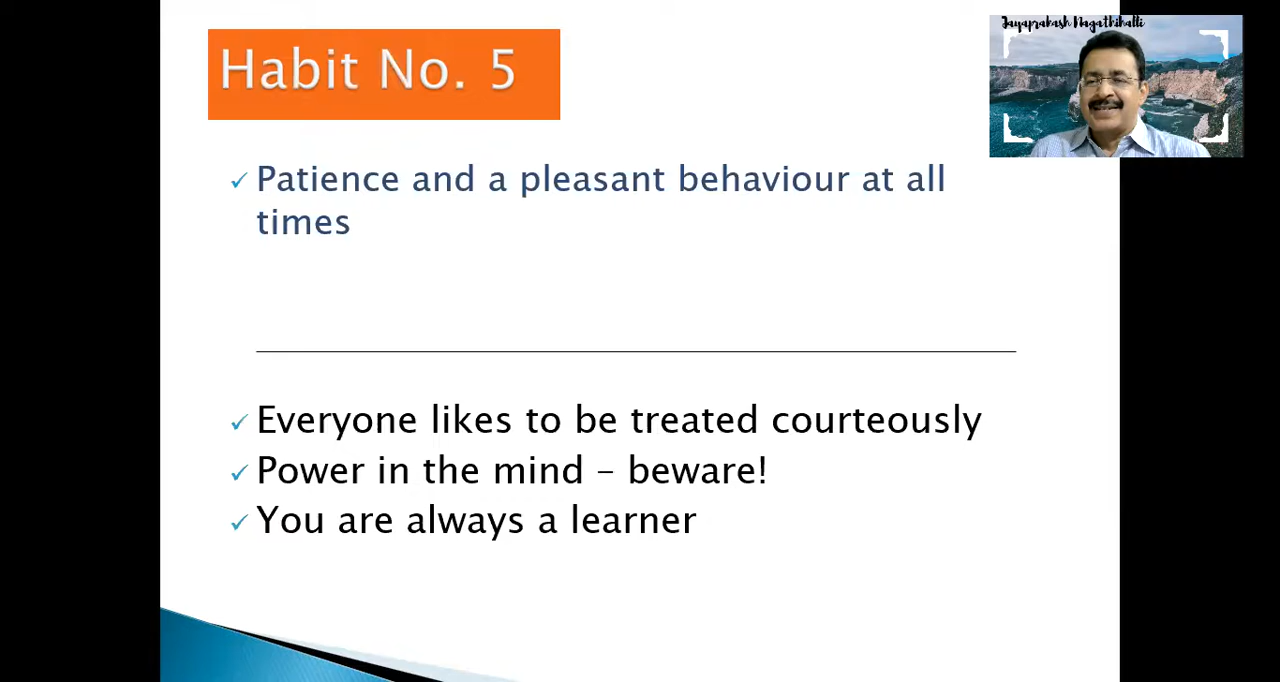 Jayaprakash Nagathihalli
Habit No. 5
✓ Patience and a pleasant behaviour at all
times
✓ Everyone likes to be treated courteously
✓ Power in the mind – beware!
✓ You are always a learner